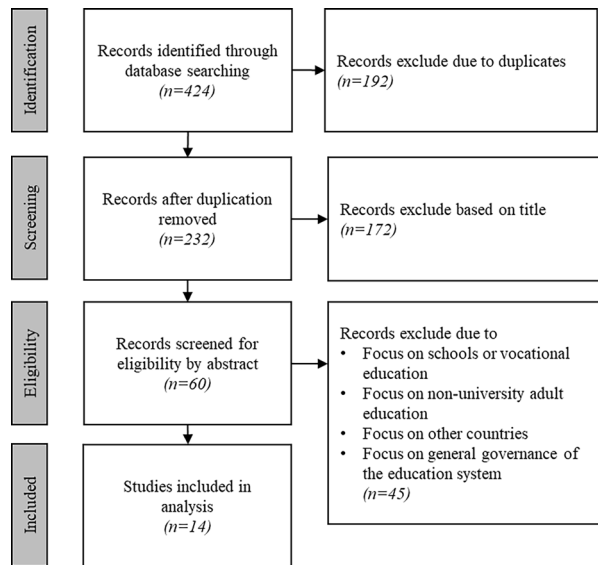 Identification
Records identified through
database searching
(n=424)
Records exclude due to duplicates
(n=192)
Screening
Records after duplication
removed
(n=232)
Records exclude based on title
(n=172)
Eligibility
Records screened for
eligibility by abstract
(n=60)
Records exclude due to
• Focus on schools or vocational
education
• Focus on non-university adult
education
• Focus on other countries
• Focus on general governance of
the education system
(n=45)
Included
Studies included in
analysis
(n=14)